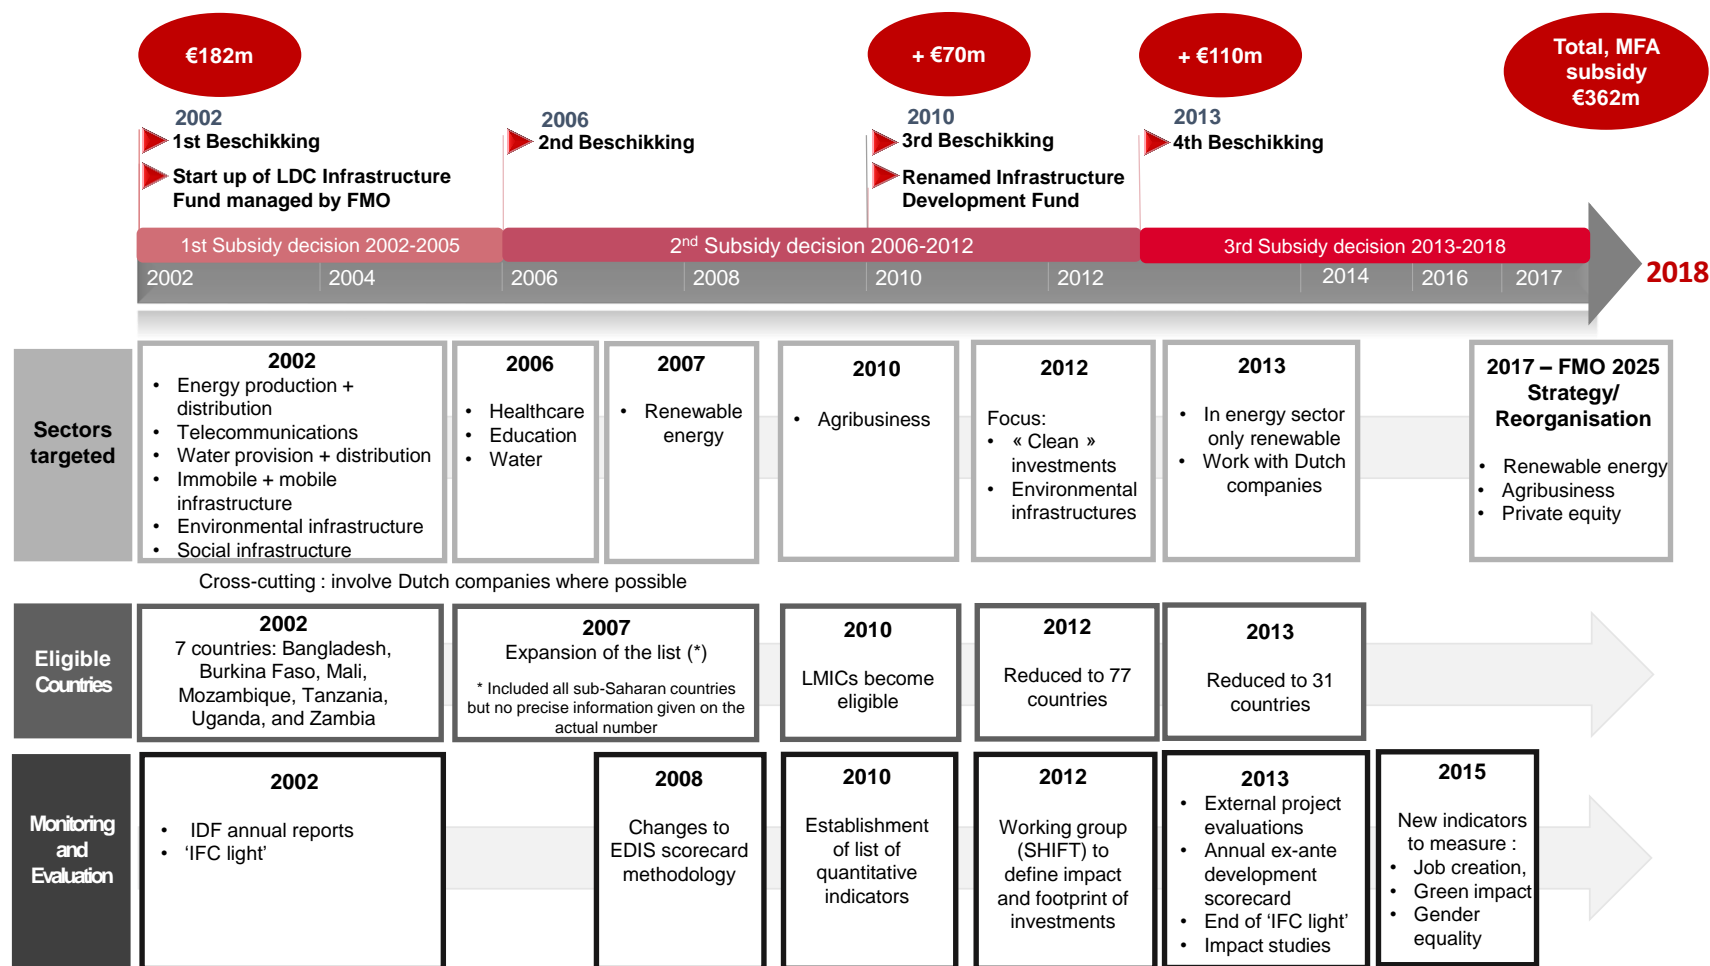 €182m
+ €70m
+ €110m
Total, MFA
subsidy
€362m
2002
1st Beschikking
Start up of LDC Infrastructure
Fund managed by FMO
2006
2nd Beschikking
2010
3rd Beschikking
Renamed Infrastructure
Development Fund
2013
4th Beschikking
1st Subsidy decision 2002-2005
2nd Subsidy decision 2006-2012
3rd Subsidy decision 2013-2018
2002
2004
2006
2008
2010
2012
2014
2016
2017
2018
Sectors
targeted
2002
• Energy production +
distribution
• Telecommunications
• Water provision + distribution
• Immobile + mobile
infrastructure
• Environmental infrastructure
• Social infrastructure
2006
• Healthcare
• Education
• Water
2007
• Renewable
energy
2010
• Agribusiness
2012
Focus:
• « Clean »
investments
• Environmental
infrastructures
2013
• In energy sector
only renewable
• Work with Dutch
companies
2017 – FMO 2025
Strategy/
Reorganisation
• Renewable energy
• Agribusiness
• Private equity
Cross-cutting : involve Dutch companies where possible
Eligible
Countries
2002
7 countries: Bangladesh,
Burkina Faso, Mali,
Mozambique, Tanzania,
Uganda, and Zambia
2007
Expansion of the list (*)
* Included all sub-Saharan countries
but no precise information given on the
actual number
2010
LMICs become
eligible
2012
Reduced to 77
countries
2013
Reduced to 31
countries
Monitoring
and
Evaluation
2002
• IDF annual reports
• ‘IFC light’
2008
Changes to
EDIS scorecard
methodology
2010
Establishment
of list of
quantitative
indicators
2012
Working group
(SHIFT) to
define impact
and footprint of
investments
2013
• External project
evaluations
• Annual ex-ante
development
scorecard
• End of ‘IFC light’
• Impact studies
2015
New indicators
to measure :
• Job creation,
• Green impact
• Gender
equality